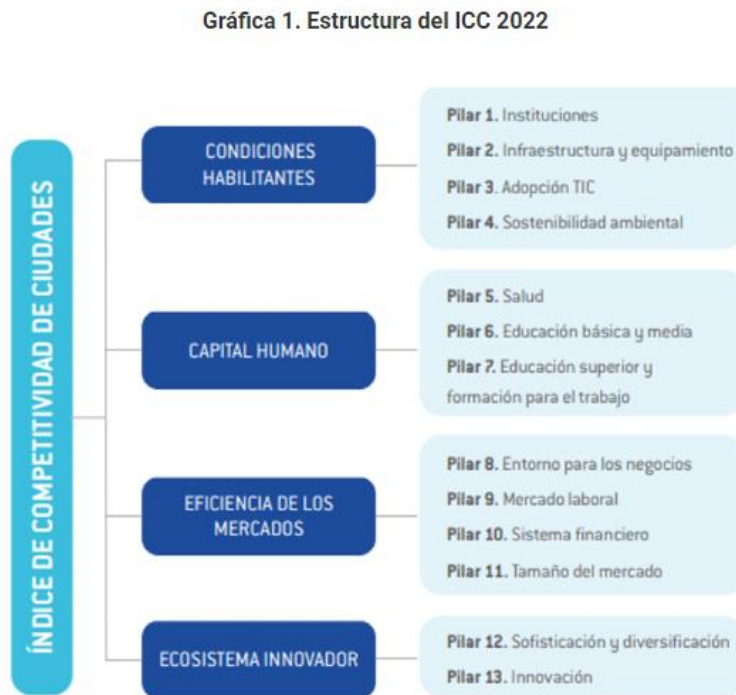 Gráfica 1. Estructura del ICC 2022
ÍNDICE DE COMPETITIVIDAD DE CIUDADES
CONDICIONES
HABILITANTES
Pilar 1. Instituciones
Pilar 2. Infraestructura y equipamiento
Pilar 3. Adopción TIC
Pilar 4. Sostenibilidad ambiental
CAPITAL HUMANO
Pilar 5. Salud
Pilar 6. Educación básica y media
Pilar 7. Educación superior y
formación para el trabajo
EFICIENCIA DE LOS
MERCADOS
Pilar 8. Entorno para los negocios
Pilar 9. Mercado laboral
Pilar 10. Sistema financiero
Pilar 11. Tamaño del mercado
ECOSISTEMA INNOVADOR
Pilar 12. Sofisticación y diversificación
Pilar 13. Innovación